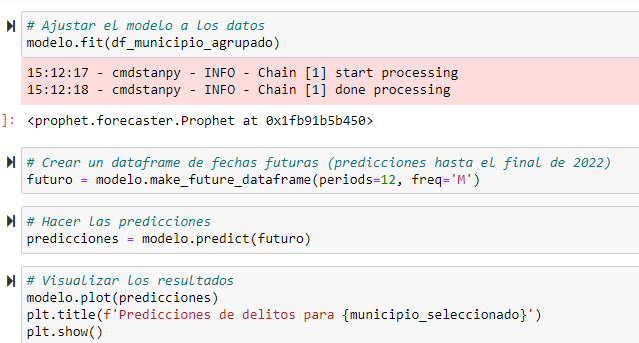 # Ajustar el modelo a los datos
modelo.fit(df_municipio_agrupado)
15:12:17 - cmdstanpy - INFO - Chain [1] start processing
15:12:18 - cmdstanpy - INFO - Chain [1] done processing
]: <prophet.forecaster.Prophet at 0x1fb91b5b450>
# Crear un dataframe de fechas futuras (predicciones hasta el final de 2022)
futuro = modelo.make_future_dataframe(periods=12, freq='M')
# Hacer las predicciones
predicciones = modelo.predict(futuro)
# Visualizar los resultados
modelo.plot(predicciones)
plt.title(f'Predicciones de delitos para {municipio_seleccionado}')
plt.show()